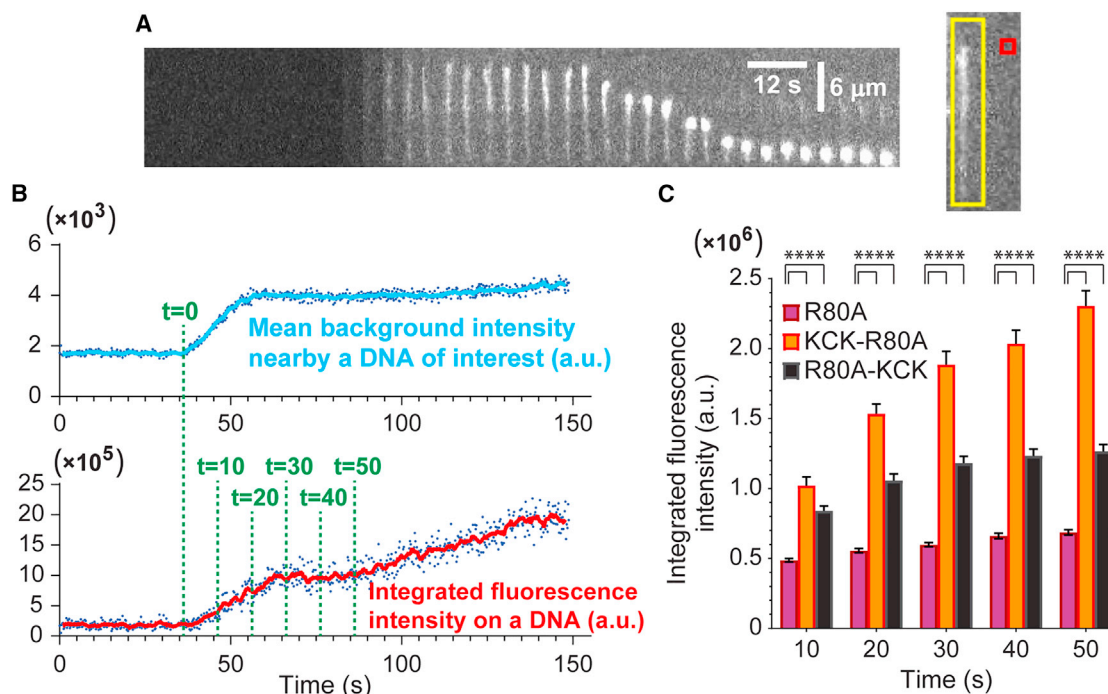 A
12 s
6 μm
B
(×10³)
6
4
2
0
t=0
Mean background intensity
nearby a DNA of interest (a.u.)
0 50 100 150
(×10⁵)
25
20
15
10
5
0
t=10 t=30 t=50
t=20 t=40
Integrated fluorescence
intensity on a DNA (a.u.)
0 50 100 150
Time (s)
C
(×10⁶)
**** **** **** **** ****
2.5
2.0
1.5
1.0
0.5
0
R80A
KCK-R80A
R80A-KCK
Integrated fluorescence
intensity (a.u.)
10 20 30 40 50
Time (s)